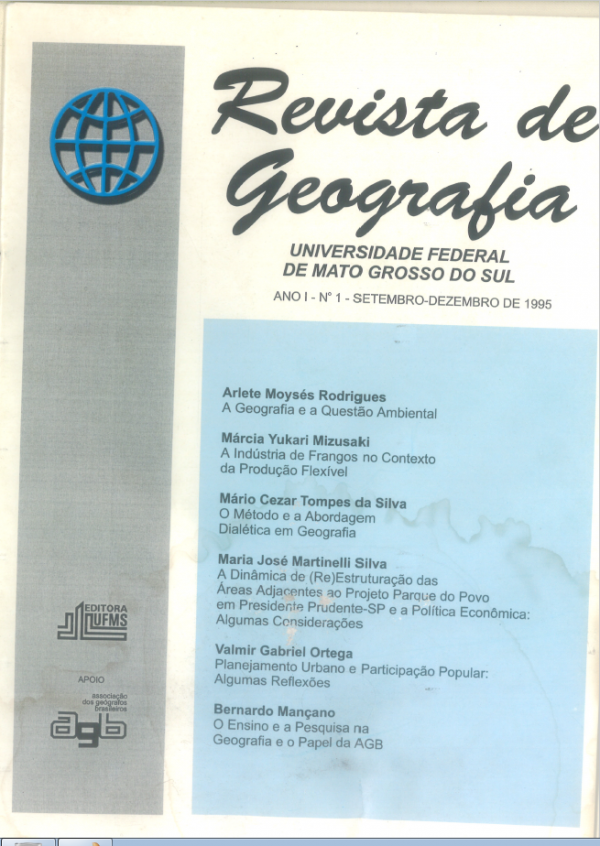 Revista de
Geografia
UNIVERSIDADE FEDERAL
DE MATO GROSSO DO SUL
ANO I - Nº 1 - SETEMBRO-DEZEMBRO DE 1995
Arlete Moysés Rodrigues
A Geografia e a Questão Ambiental
Márcia Yukari Mizusaki
A Indústria de Frangos no Contexto
da Produção Flexível
Mário Cezar Tompes da Silva
O Método e a Abordagem
Dialética em Geografia
Maria José Martinelli Silva
A Dinâmica de (Re)Estruturação das
Áreas Adjacentes ao Projeto Parque do Povo
em Presidente Prudente-SP e a Política Econômica:
Algumas Considerações
Valmir Gabriel Ortega
Planejamento Urbano e Participação Popular:
Algumas Reflexões
Bernardo Mançano
O Ensino e a Pesquisa na
Geografia e o Papel da AGB
EDITORA
UFMS
APOIO
associação
dos geógrafos
brasileiros
agb